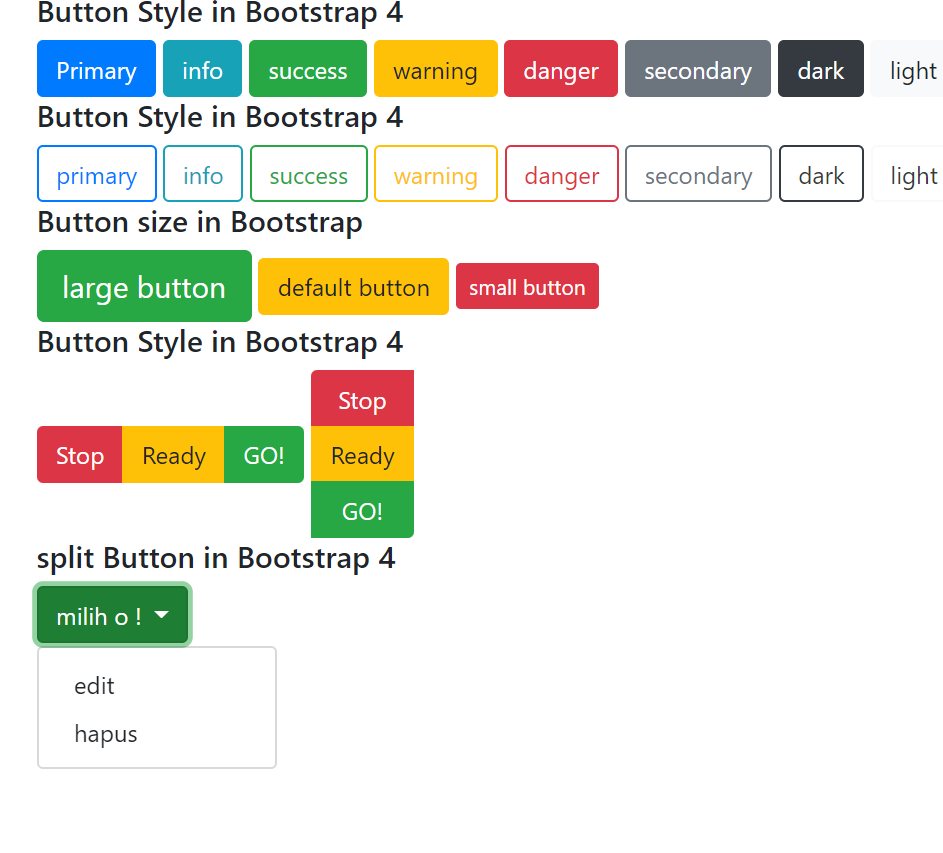 Button Style in Bootstrap 4
Primary info success warning danger secondary dark light
Button Style in Bootstrap 4
primary info success warning danger secondary dark light
Button size in Bootstrap
large button default button small button
Button Style in Bootstrap 4
Stop Ready GO!
Stop
Ready
GO!
split Button in Bootstrap 4
milih o !
edit
hapus